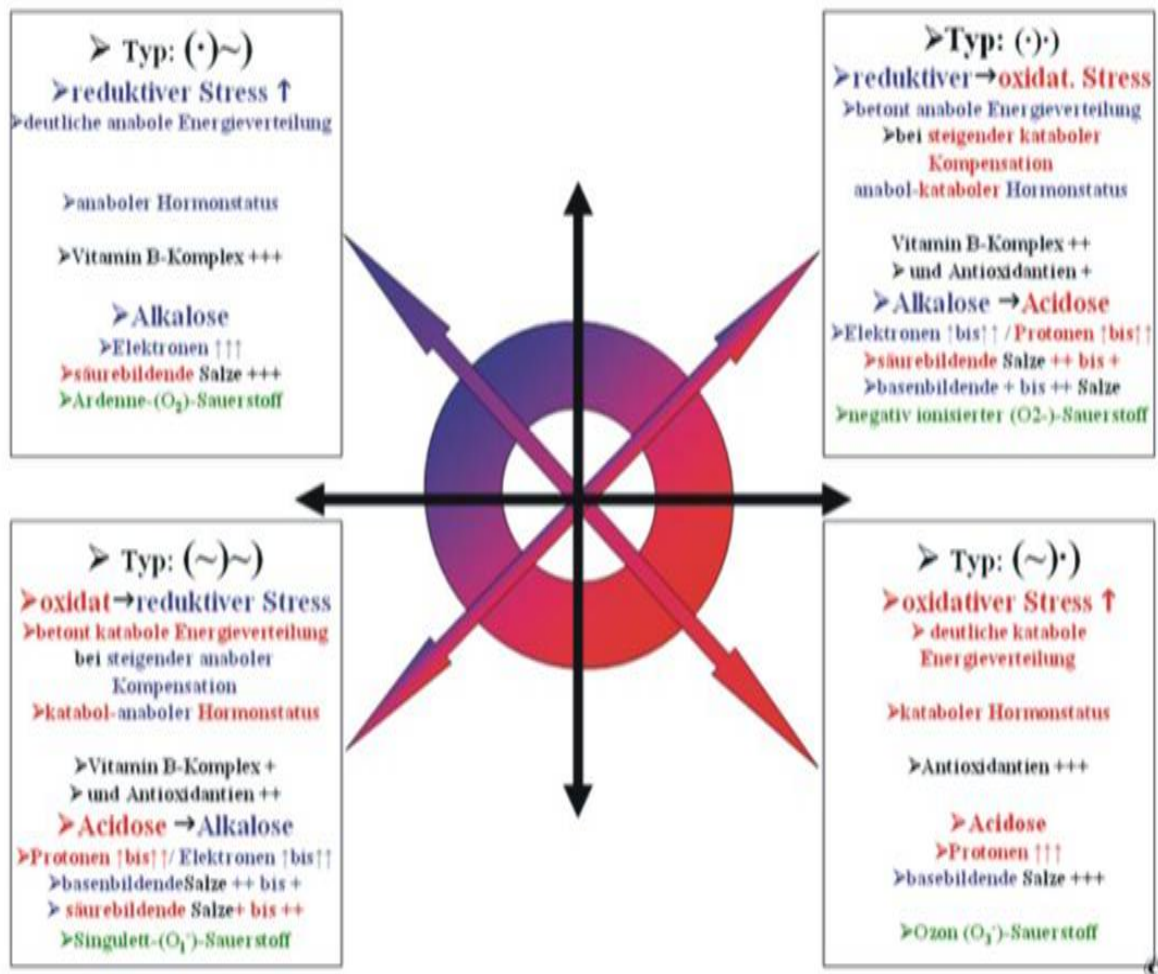 ➤ Typ: (·)~)
➤reduktiver Stress ↑
➤deutliche anabole Energieverteilung
➤anaboler Hormonstatus
➤Vitamin B-Komplex +++
➤Alkalose
➤Elektronen ↑↑↑
➤säurebildende Salze +++
➤Ardenne-(O₂)-Sauerstoff
➤Typ: (·)·)
➤reduktiver→oxidat. Stress
➤betont anabole Energieverteilung
➤bei steigender kataboler
Kompensation
anabol-kataboler Hormonstatus
Vitamin B-Komplex ++
➤ und Antioxidantien +
➤Alkalose →Acidose
➤Elektronen ↑bis↑↑ /Protonen ↑bis↑↑
➤säurebildende Salze ++ bis +
➤basenbildende + bis ++ Salze
➤negativ ionisierter (O2-)-Sauerstoff
➤ Typ: (~)~)
➤oxidat→reduktiver Stress
➤betont katabole Energieverteilung
bei steigender anaboler
Kompensation
➤katabol-anaboler Hormonstatus
➤Vitamin B-Komplex +
➤ und Antioxidantien ++
➤Acidose →Alkalose
➤Protonen ↑bis↑↑/ Elektronen ↑bis↑↑
➤basenbildendeSalze ++ bis +
➤ säurebildende Salze+ bis ++
➤Singulett-(O₁·)-Sauerstoff
➤ Typ: (~)·)
➤oxidativer Stress ↑
➤ deutliche katabole
Energieverteilung
➤kataboler Hormonstatus
➤Antioxidantien +++
➤Acidose
➤Protonen ↑↑↑
➤basebildende Salze +++
➤Ozon (O₃·)-Sauerstoff